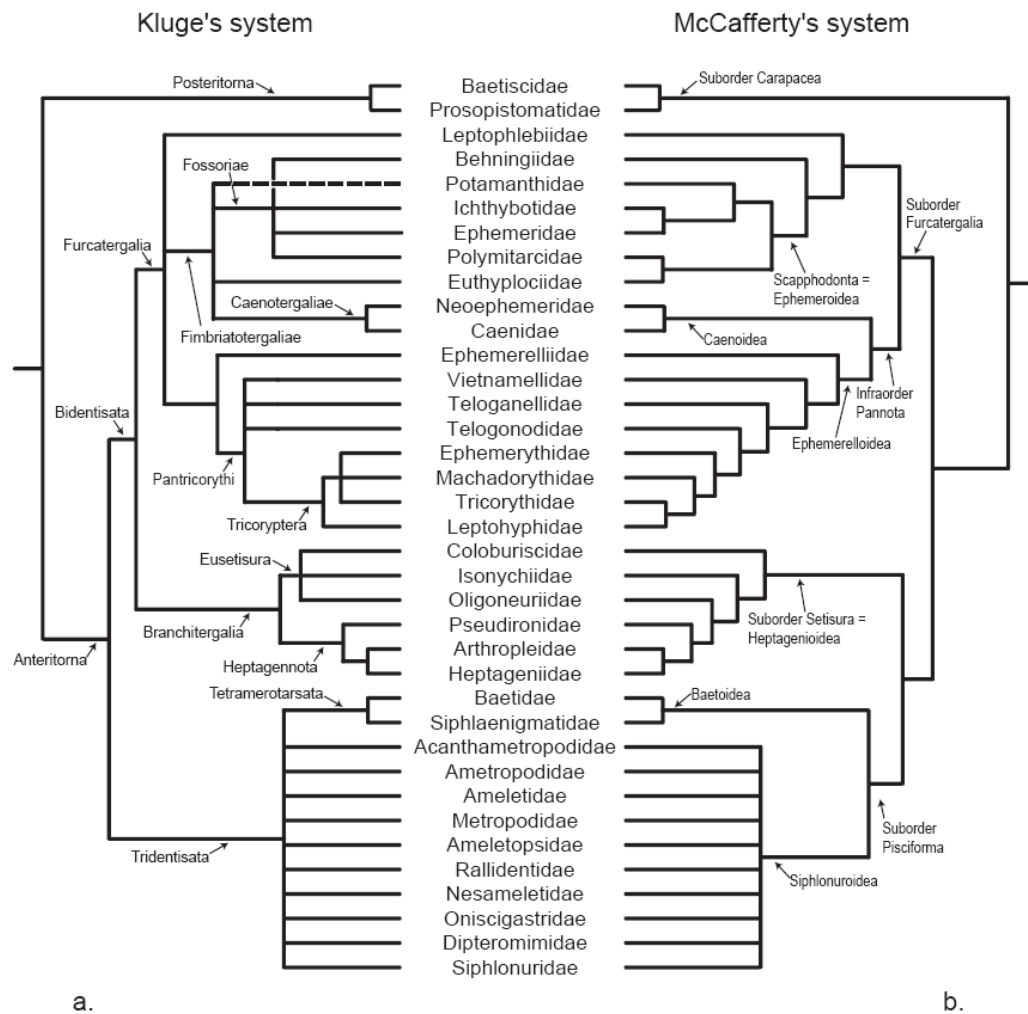 Kluge's system
McCafferty's system
Posteritorna
Baetiscidae
Suborder Carapacea
Prosopistomatidae
Leptophlebiidae
Fossoriae
Behningiidae
Potamanthidae
Ichthybotidae
Suborder
Furcatergalia
Furcatergalia
Ephemeridae
Polymitarcidae
Scapphodonta =
Ephemeroidea
Euthyplociidae
Caenotergaliae
Neoephemeridae
Fimbriatotergaliae
Caenidae
Caenoidea
Ephemerelliidae
Vietnamellidae
Infraorder
Pannota
Bidentisata
Teloganellidae
Telogonodidae
Ephemerelloidea
Ephemerythidae
Pantricorythi
Machadorythidae
Tricorythidae
Tricoryptera
Leptohyphidae
Eusetisura
Coloburiscidae
Isonychiidae
Oligoneuriidae
Suborder Setisura =
Heptagenioidea
Branchitergalia
Pseudironidae
Anteritorna
Arthropleidae
Heptagennota
Heptageniidae
Tetramerotarsata
Baetidae
Baetoidea
Siphlaenigmatidae
Acanthametropodidae
Ametropodidae
Ameletidae
Metropodidae
Suborder
Pisciforma
Tridentisata
Ameletopsidae
Rallidentidae
Siphlonuroidea
Nesameletidae
Oniscigastridae
Dipteromimidae
Siphlonuridae
a.
b.